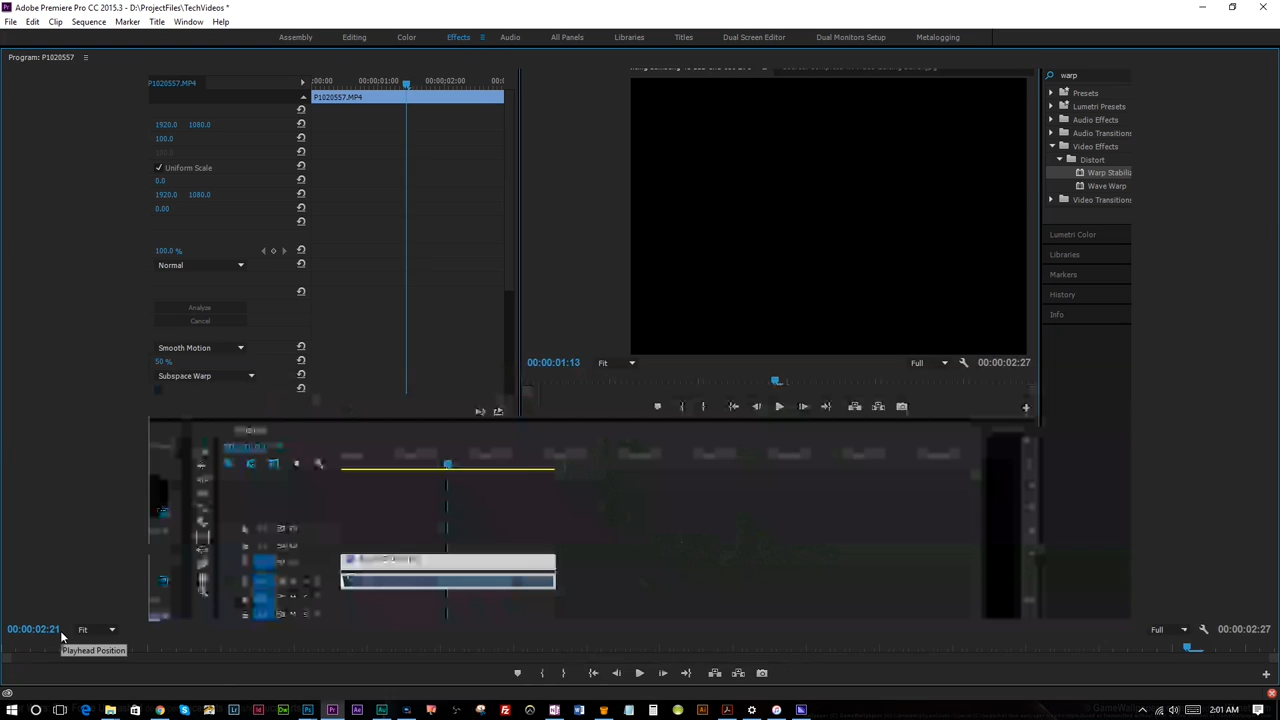 Adobe Premiere Pro CC 2015.3 - D:\ProjectFiles\TechVideos *
File Edit Clip Sequence Marker Title Window Help
Assembly Editing Color Effects Audio All Panels Libraries Titles Dual Screen Editor Dual Monitors Setup Metalogging
Program: P1020557
P1020557.MP4
:00:00 00:00:01:00 00:00:02:00 00:0
P1020557.MP4
1920.0 1080.0
100.0
100.0
Uniform Scale
0.0
1920.0 1080.0
0.00
100.0 %
Normal
Analyze
Cancel
Smooth Motion
50 %
Subspace Warp
00:00:01:13 Fit Full 00:00:02:27
warp
Presets
Lumetri Presets
Audio Effects
Audio Transitions
Video Effects
Distort
Warp Stabiliz
Wave Warp
Video Transitions
Lumetri Color
Libraries
Markers
History
Info
00:00:02:21 Fit Full 00:00:02:27
Playhead Position
2:01 AM